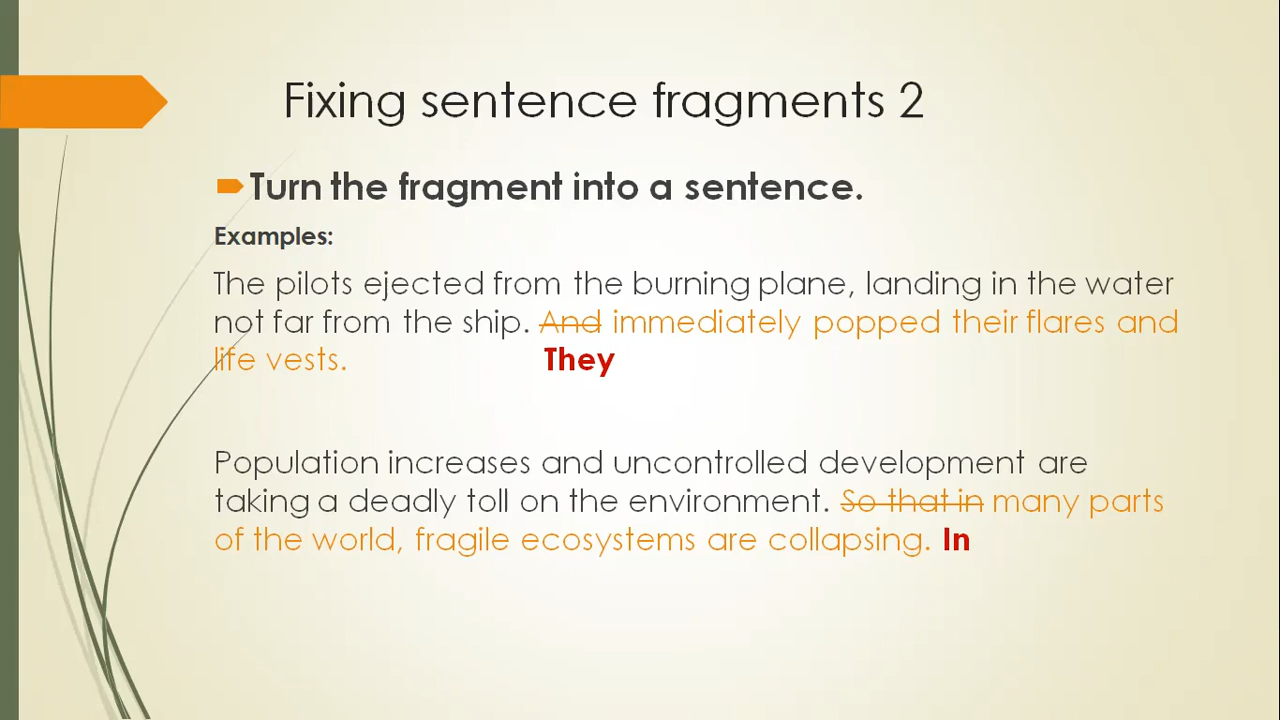 Fixing sentence fragments 2
Turn the fragment into a sentence.
Examples:
The pilots ejected from the burning plane, landing in the water
not far from the ship. And immediately popped their flares and
life vests. They
Population increases and uncontrolled development are
taking a deadly toll on the environment. So that in many parts
of the world, fragile ecosystems are collapsing. In